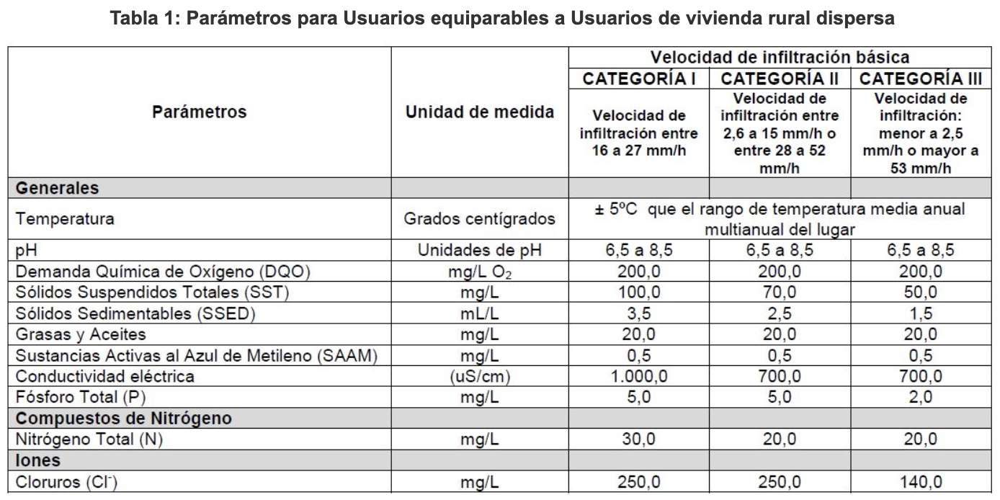 Tabla 1: Parámetros para Usuarios equiparables a Usuarios de vivienda rural dispersa
Parámetros
Unidad de medida
Velocidad de infiltración básica
CATEGORÍA I
CATEGORÍA II
CATEGORÍA III
Velocidad de
infiltración entre
16 a 27 mm/h
Velocidad de
infiltración entre
2,6 a 15 mm/h o
entre 28 a 52
mm/h
Velocidad de
infiltración:
menor a 2,5
mm/h o mayor a
53 mm/h
Generales
Temperatura Grados centígrados ± 5ºC que el rango de temperatura media anual
multianual del lugar
pH Unidades de pH 6,5 a 8,5 6,5 a 8,5 6,5 a 8,5
Demanda Química de Oxígeno (DQO) mg/L O₂ 200,0 200,0 200,0
Sólidos Suspendidos Totales (SST) mg/L 100,0 70,0 50,0
Sólidos Sedimentables (SSED) mL/L 3,5 2,5 1,5
Grasas y Aceites mg/L 20,0 20,0 20,0
Sustancias Activas al Azul de Metileno (SAAM) mg/L 0,5 0,5 0,5
Conductividad eléctrica (uS/cm) 1.000,0 700,0 700,0
Fósforo Total (P) mg/L 5,0 5,0 2,0
Compuestos de Nitrógeno
Nitrógeno Total (N) mg/L 30,0 20,0 20,0
Iones
Cloruros (Cl⁻) mg/L 250,0 250,0 140,0